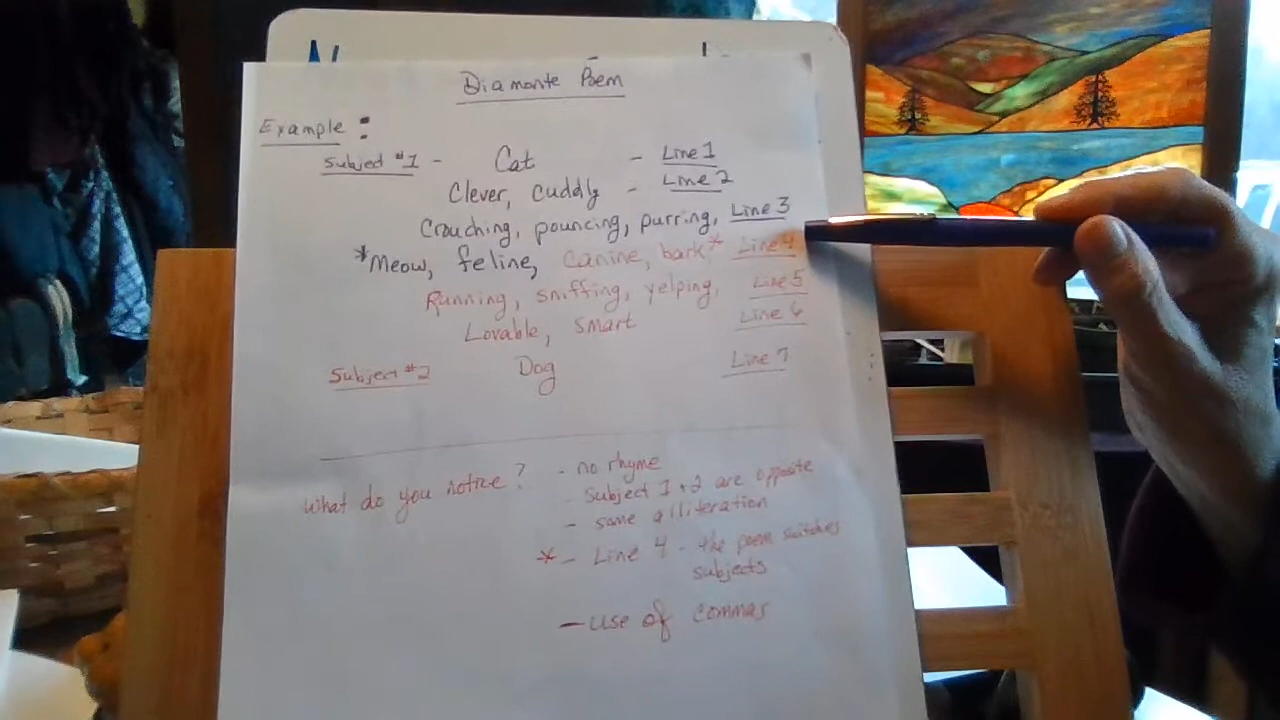 Diamonte Poem
Example:
Subject #1 - Cat - Line 1
Clever, cuddly - Line 2
Crouching, pouncing, purring, Line 3
*Meow, feline, canine, bark* Line 4
Running, sniffing, yelping, Line 5
Lovable, smart Line 6
Subject #2 Dog Line 7
What do you notice? - no rhyme
- subject 1 + 2 are opposite
- some alliteration
* - Line 4 - the poem switches
subjects
- use of commas